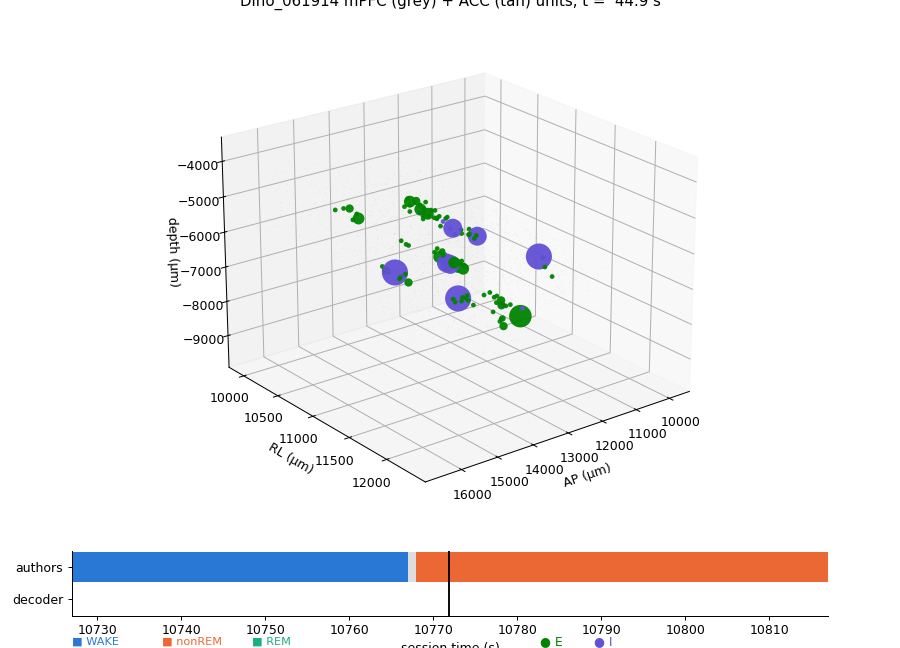 Dino_061914 mPFC (grey) + ACC (tan) units, t = 44.9 s
−4000
−5000
−6000
−7000
−8000
−9000
depth (µm)
10000
10500
11000
11500
12000
RL (µm)
10000
11000
12000
13000
14000
15000
16000
AP (µm)
authors
decoder
10730 10740 10750 10760 10770 10780 10790 10800 10810
session time (s)
WAKE nonREM REM E I